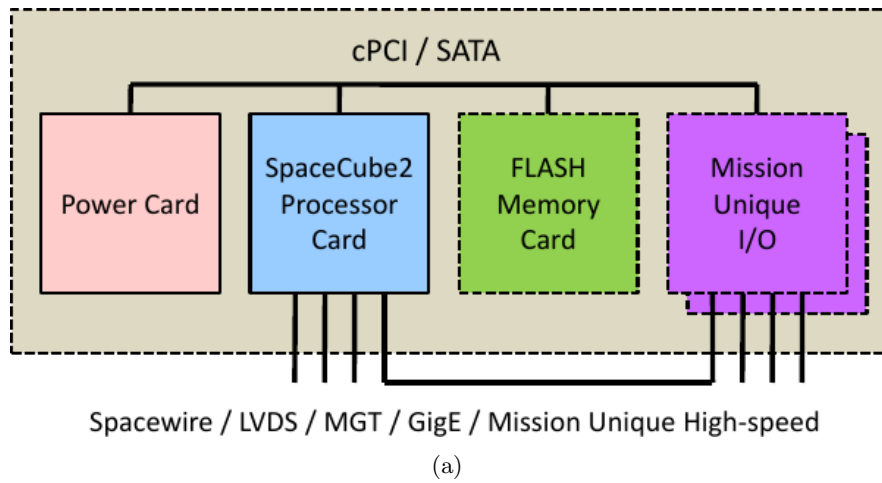 cPCI / SATA
Power Card
SpaceCube2
Processor
Card
FLASH
Memory
Card
Mission
Unique
I/O
Spacewire / LVDS / MGT / GigE / Mission Unique High-speed
(a)